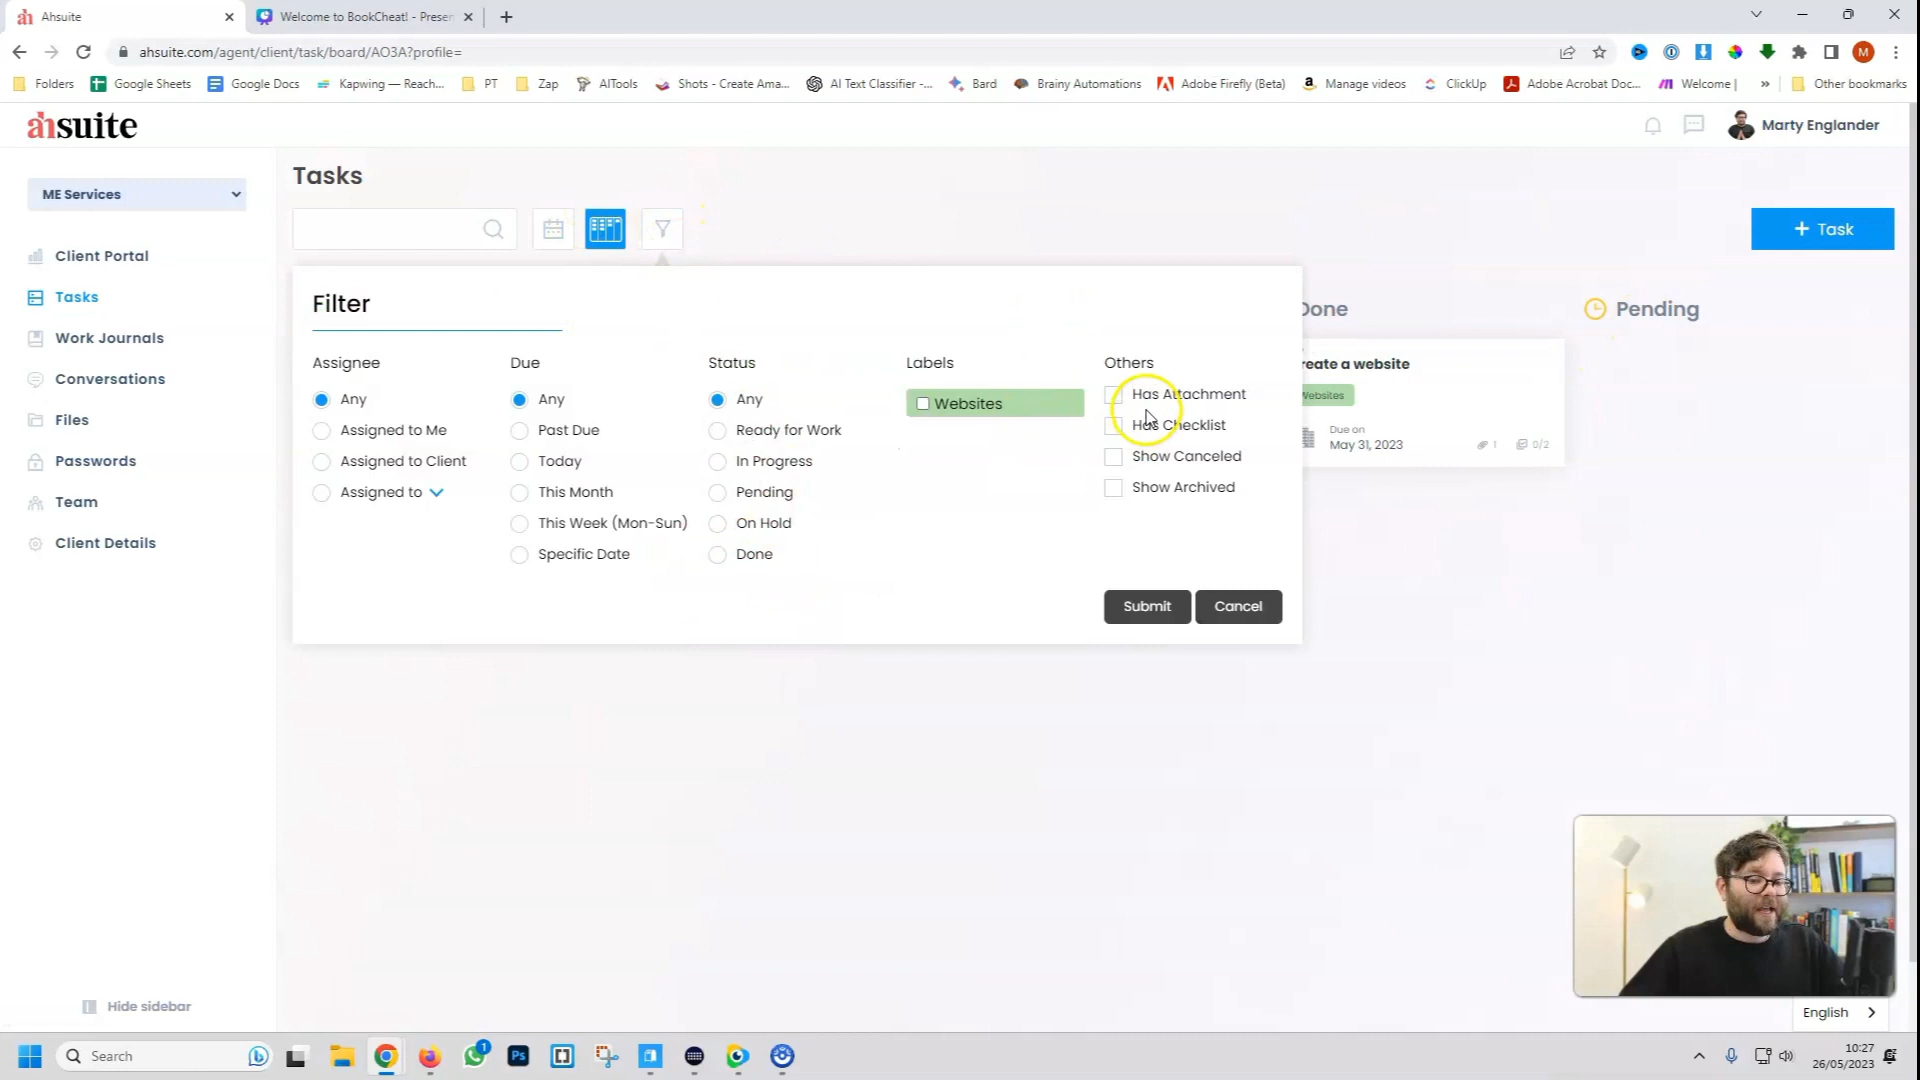 Ahsuite
Welcome to BookCheat! - Presen
ahsuite.com/agent/client/task/board/AO3A?profile=
Folders
Google Sheets
Google Docs
Kapwing — Reach...
PT
Zap
AITools
Shots - Create Ama...
AI Text Classifier -...
Bard
Brainy Automations
Adobe Firefly (Beta)
Manage videos
ClickUp
Adobe Acrobat Doc...
Welcome |
»
Other bookmarks
ahsuite
Marty Englander
ME Services
Client Portal
Tasks
Work Journals
Conversations
Files
Passwords
Team
Client Details
Hide sidebar
Tasks
+ Task
Filter
Assignee
Any
Assigned to Me
Assigned to Client
Assigned to
Due
Any
Past Due
Today
This Month
This Week (Mon-Sun)
Specific Date
Status
Any
Ready for Work
In Progress
Pending
On Hold
Done
Labels
Websites
Others
Has Attachment
Has Checklist
Show Canceled
Show Archived
Submit
Cancel
Done
reate a website
Websites
Due on
May 31, 2023
1
0/2
Pending
English
Search
1
Ps
10:27
26/05/2023